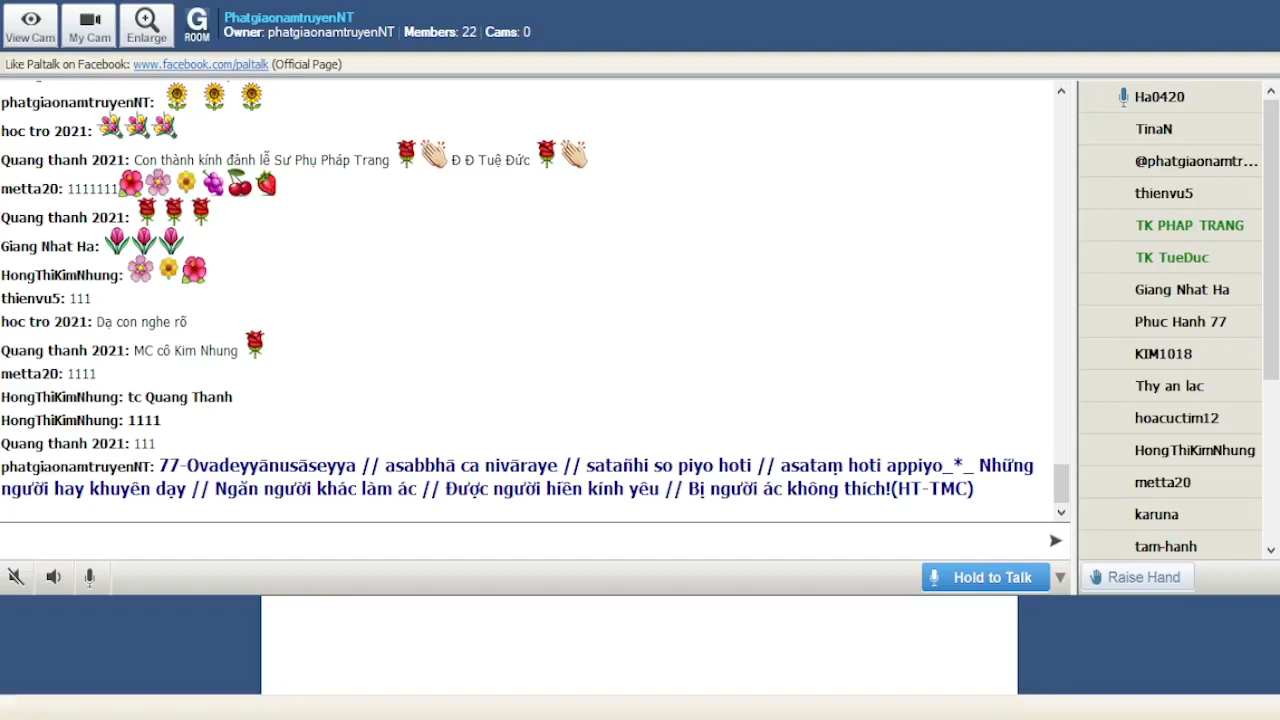 View Cam
My Cam
Enlarge
G
ROOM
PhatgiaonamtruyenNT
Owner: phatgiaonamtruyenNT | Members: 22 | Cams: 0
Like Paltalk on Facebook: www.facebook.com/paltalk (Official Page)
phatgiaonamtruyenNT:
hoc tro 2021:
Quang thanh 2021: Con thành kính đảnh lễ Sư Phụ Pháp Trang Đ Đ Tuệ Đức
metta20: 1111111
Quang thanh 2021:
Giang Nhat Ha:
HongThiKimNhung:
thienvu5: 111
hoc tro 2021: Dạ con nghe rõ
Quang thanh 2021: MC cô Kim Nhung
metta20: 1111
HongThiKimNhung: tc Quang Thanh
HongThiKimNhung: 1111
Quang thanh 2021: 111
phatgiaonamtruyenNT: 77-Ovadeyyānusāseyya // asabbhā ca nivāraye // satañhi so piyo hoti // asataṃ hoti appiyo_*_ Những
người hay khuyên dạy // Ngăn người khác làm ác // Được người hiền kính yêu // Bị người ác không thích!(HT-TMC)
Hold to Talk
Ha0420
TinaN
@phatgiaonamtr...
thienvu5
TK PHAP TRANG
TK TueDuc
Giang Nhat Ha
Phuc Hanh 77
KIM1018
Thy an lac
hoacuctim12
HongThiKimNhung
metta20
karuna
tam-hanh
Raise Hand